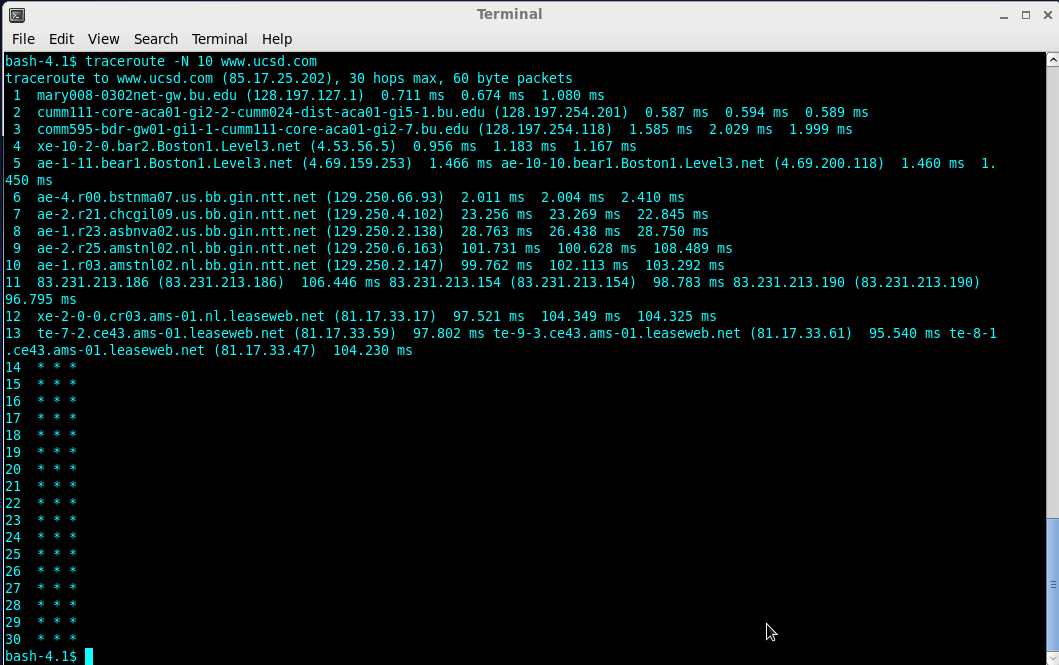 Terminal
File Edit View Search Terminal Help
bash-4.1$ traceroute -N 10 www.ucsd.com
traceroute to www.ucsd.com (85.17.25.202), 30 hops max, 60 byte packets
 1  mary008-0302net-gw.bu.edu (128.197.127.1)  0.711 ms  0.674 ms  1.080 ms
 2  cumm111-core-aca01-gi2-2-cumm024-dist-aca01-gi5-1.bu.edu (128.197.254.201)  0.587 ms  0.594 ms  0.589 ms
 3  comm595-bdr-gw01-gi1-1-cumm111-core-aca01-gi2-7.bu.edu (128.197.254.118)  1.585 ms  2.029 ms  1.999 ms
 4  xe-10-2-0.bar2.Boston1.Level3.net (4.53.56.5)  0.956 ms  1.183 ms  1.167 ms
 5  ae-1-11.bear1.Boston1.Level3.net (4.69.159.253)  1.466 ms ae-10-10.bear1.Boston1.Level3.net (4.69.200.118)  1.460 ms  1.
450 ms
 6  ae-4.r00.bstnma07.us.bb.gin.ntt.net (129.250.66.93)  2.011 ms  2.004 ms  2.410 ms
 7  ae-2.r21.chcgil09.us.bb.gin.ntt.net (129.250.4.102)  23.256 ms  23.269 ms  22.845 ms
 8  ae-1.r23.asbnva02.us.bb.gin.ntt.net (129.250.2.138)  28.763 ms  26.438 ms  28.750 ms
 9  ae-2.r25.amstnl02.nl.bb.gin.ntt.net (129.250.6.163)  101.731 ms  100.628 ms  108.489 ms
10  ae-1.r03.amstnl02.nl.bb.gin.ntt.net (129.250.2.147)  99.762 ms  102.113 ms  103.292 ms
11  83.231.213.186 (83.231.213.186)  106.446 ms 83.231.213.154 (83.231.213.154)  98.783 ms 83.231.213.190 (83.231.213.190)
96.795 ms
12  xe-2-0-0.cr03.ams-01.nl.leaseweb.net (81.17.33.17)  97.521 ms  104.349 ms  104.325 ms
13  te-7-2.ce43.ams-01.leaseweb.net (81.17.33.59)  97.802 ms te-9-3.ce43.ams-01.leaseweb.net (81.17.33.61)  95.540 ms te-8-1
.ce43.ams-01.leaseweb.net (81.17.33.47)  104.230 ms
14  * * *
15  * * *
16  * * *
17  * * *
18  * * *
19  * * *
20  * * *
21  * * *
22  * * *
23  * * *
24  * * *
25  * * *
26  * * *
27  * * *
28  * * *
29  * * *
30  * * *
bash-4.1$